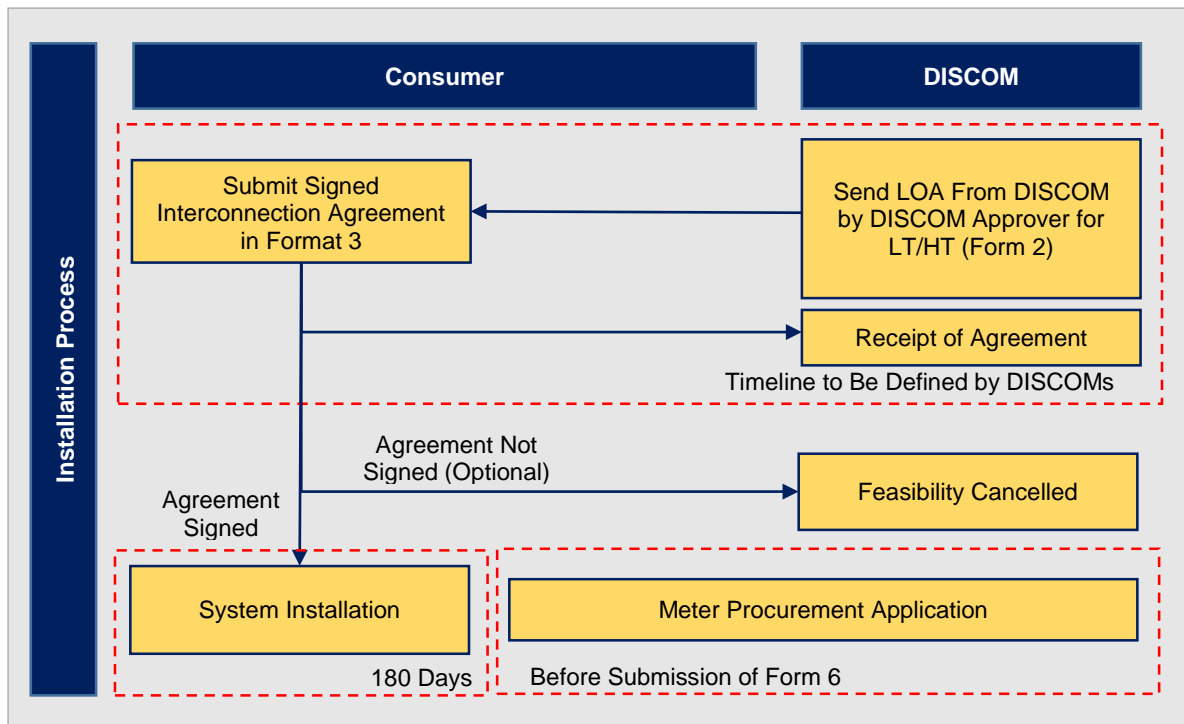 Installation Process
Consumer
DISCOM
Submit Signed
Interconnection Agreement
in Format 3
Send LOA From DISCOM
by DISCOM Approver for
LT/HT (Form 2)
Receipt of Agreement
Timeline to Be Defined by DISCOMs
Agreement Not
Signed (Optional)
Feasibility Cancelled
Agreement
Signed
System Installation
Meter Procurement Application
180 Days
Before Submission of Form 6